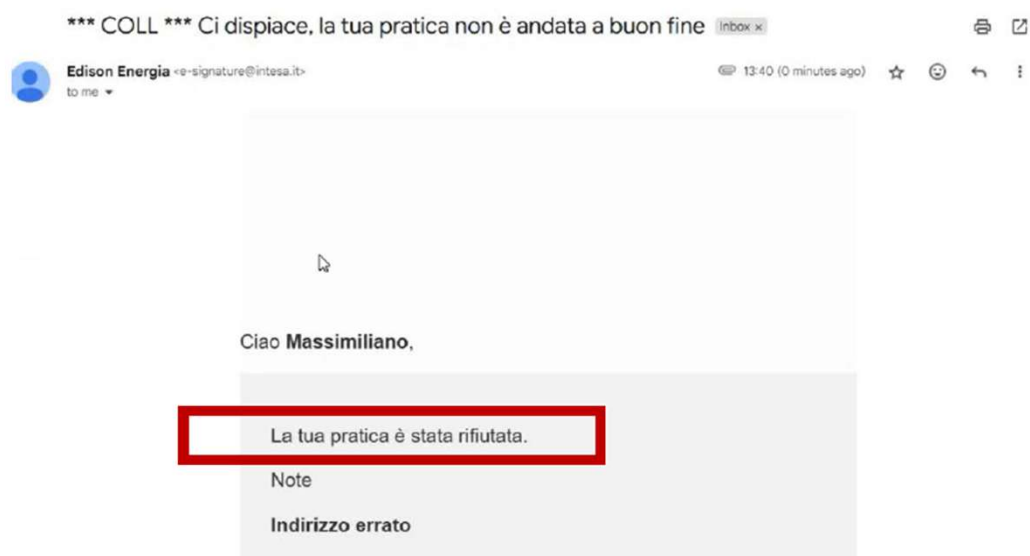 *** COLL *** Ci dispiace, la tua pratica non è andata a buon fine Inbox x
Edison Energia <e-signature@intesa.it> 13:40 (0 minutes ago)
to me
Ciao Massimiliano,
La tua pratica è stata rifiutata.
Note
Indirizzo errato